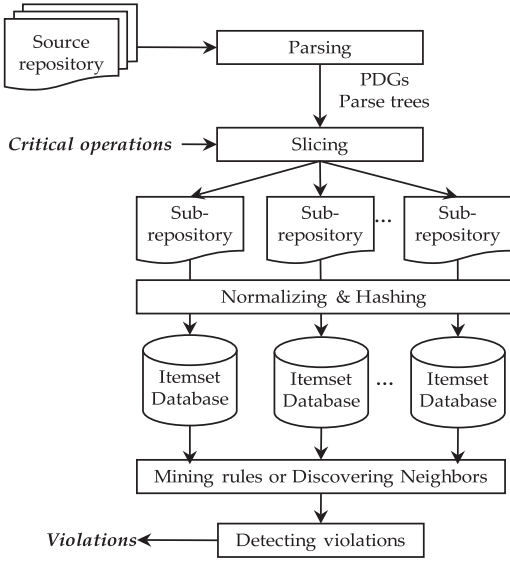 Source
repository
Parsing
PDGs
Parse trees
Critical operations
Slicing
Sub-
repository
Sub-
repository
...
Sub-
repository
Normalizing & Hashing
Itemset
Database
Itemset
Database
...
Itemset
Database
Mining rules or Discovering Neighbors
Violations
Detecting violations